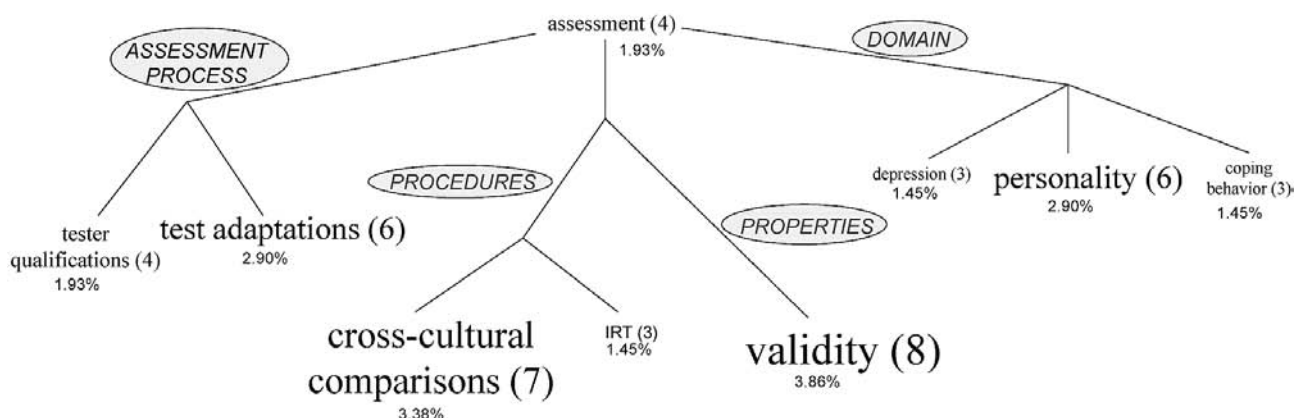 assessment (4)
1.93%
ASSESSMENT
PROCESS
DOMAIN
tester
qualifications (4)
1.93%
test adaptations (6)
2.90%
PROCEDURES
PROPERTIES
depression (3)
1.45%
personality (6)
2.90%
coping
behavior (3)
1.45%
cross-cultural
comparisons (7)
3.38%
IRT (3)
1.45%
validity (8)
3.86%